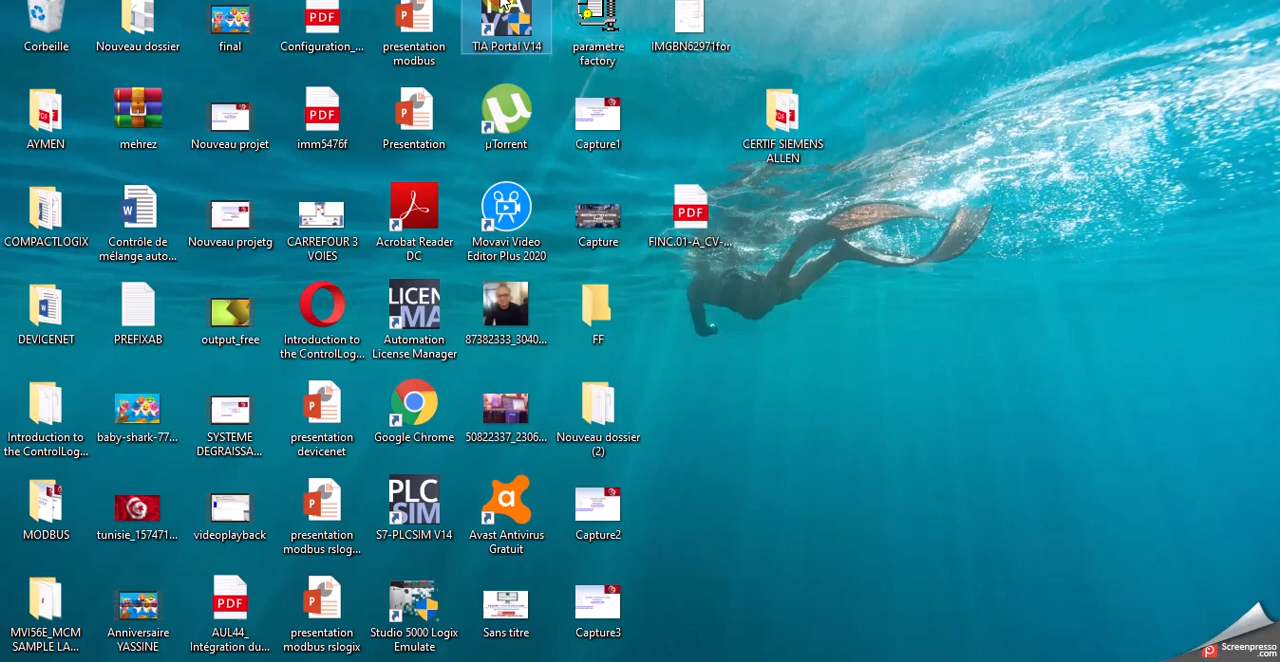 Corbeille
Nouveau dossier
final
PDF
Configuration_...
presentation
modbus
TIA Portal V14
parametre
factory
IMGBN62971for
AYMEN
mehrez
Nouveau projet
PDF
imm5476f
Presentation
µTorrent
Capture1
CERTIF SIEMENS
ALLEN
COMPACTLOGIX
Contrôle de
mélange auto...
Nouveau projetg
CARREFOUR 3
VOIES
Acrobat Reader
DC
Movavi Video
Editor Plus 2020
Capture
PDF
FINC.01-A_CV-...
DEVICENET
PREFIXAB
output_free
Introduction to
the ControlLog...
LICEN
MA
Automation
License Manager
87382333_3040...
FF
Introduction to
the ControlLog...
baby-shark-77...
SYSTEME
DEGRAISSA...
presentation
devicenet
Google Chrome
50822337_2306...
Nouveau dossier
(2)
MODBUS
tunisie_157471...
videoplayback
presentation
modbus rslog...
PLC
SIM
S7-PLCSIM V14
Avast Antivirus
Gratuit
Capture2
MVI56E_MCM
SAMPLE LA...
Anniversaire
YASSINE
PDF
AUL44_
Intégration du...
presentation
modbus rslogix
Studio 5000 Logix
Emulate
Sans titre
Capture3
Screenpresso
.com